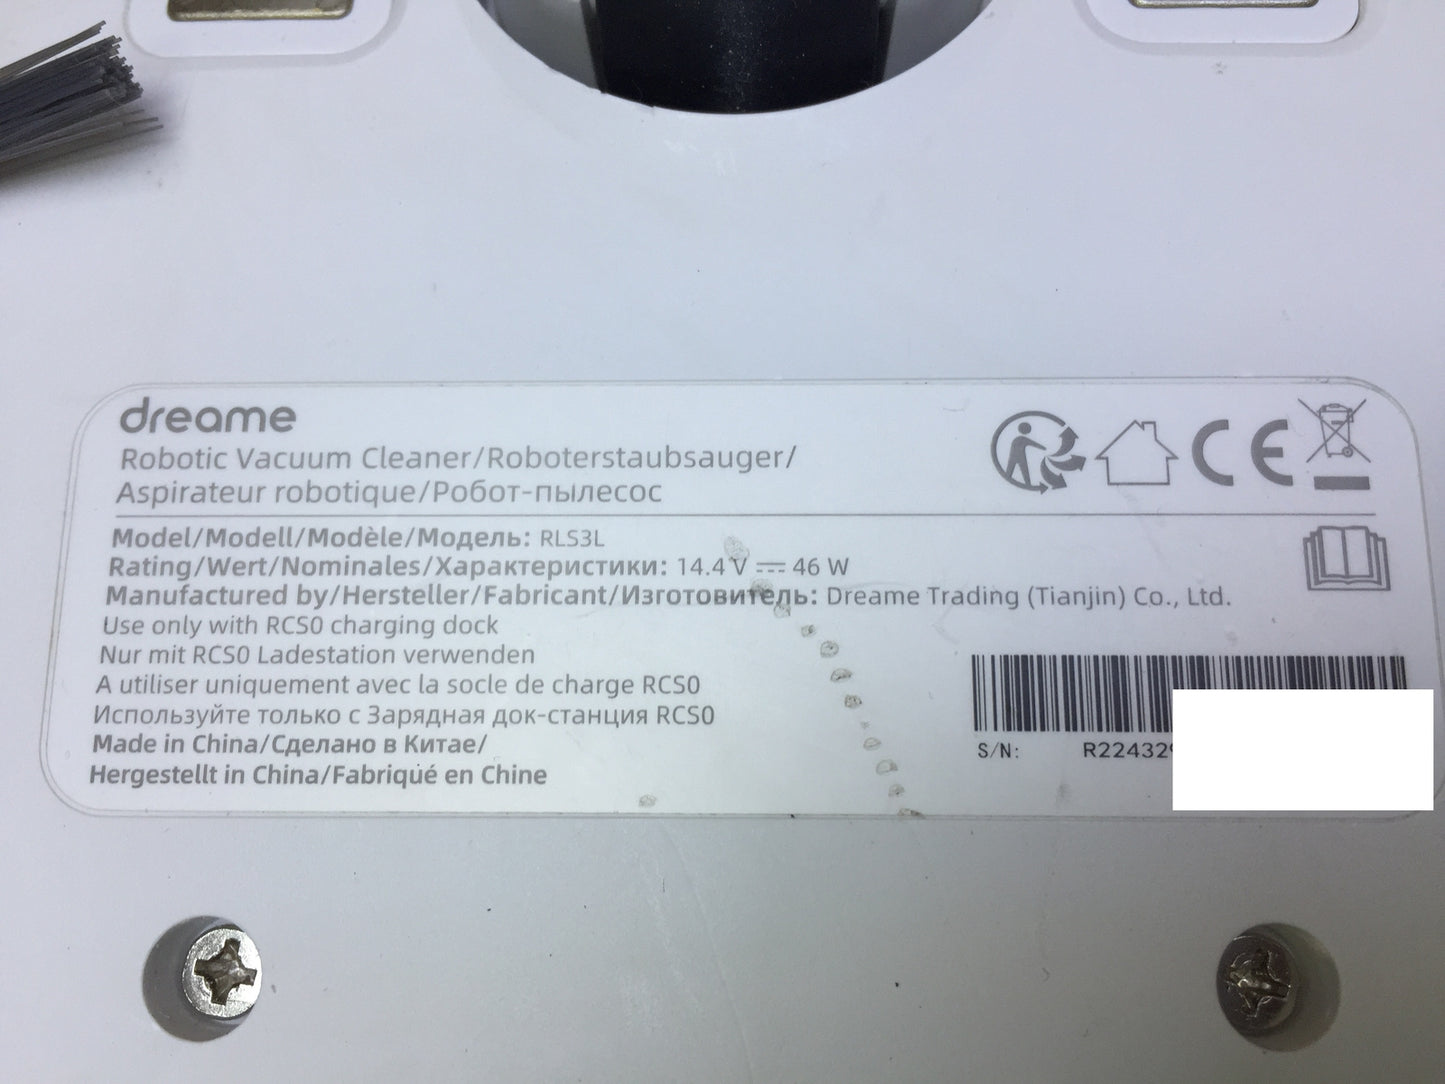 dreame
Robotic Vacuum Cleaner/Roboterstaubsauger/
Aspirateur robotique/Робот-пылесос
CE
Model/Modell/Modèle/Модель: RLS3L
Rating/Wert/Nominales/Характеристики: 14.4 V ⎓ 46 W
Manufactured by/Hersteller/Fabricant/Изготовитель: Dreame Trading (Tianjin) Co., Ltd.
Use only with RCS0 charging dock
Nur mit RCS0 Ladestation verwenden
A utiliser uniquement avec la socle de charge RCS0
Используйте только с Зарядная док-станция RCS0
Made in China/Сделано в Китае/
Hergestellt in China/Fabriqué en Chine
S/N: R22432